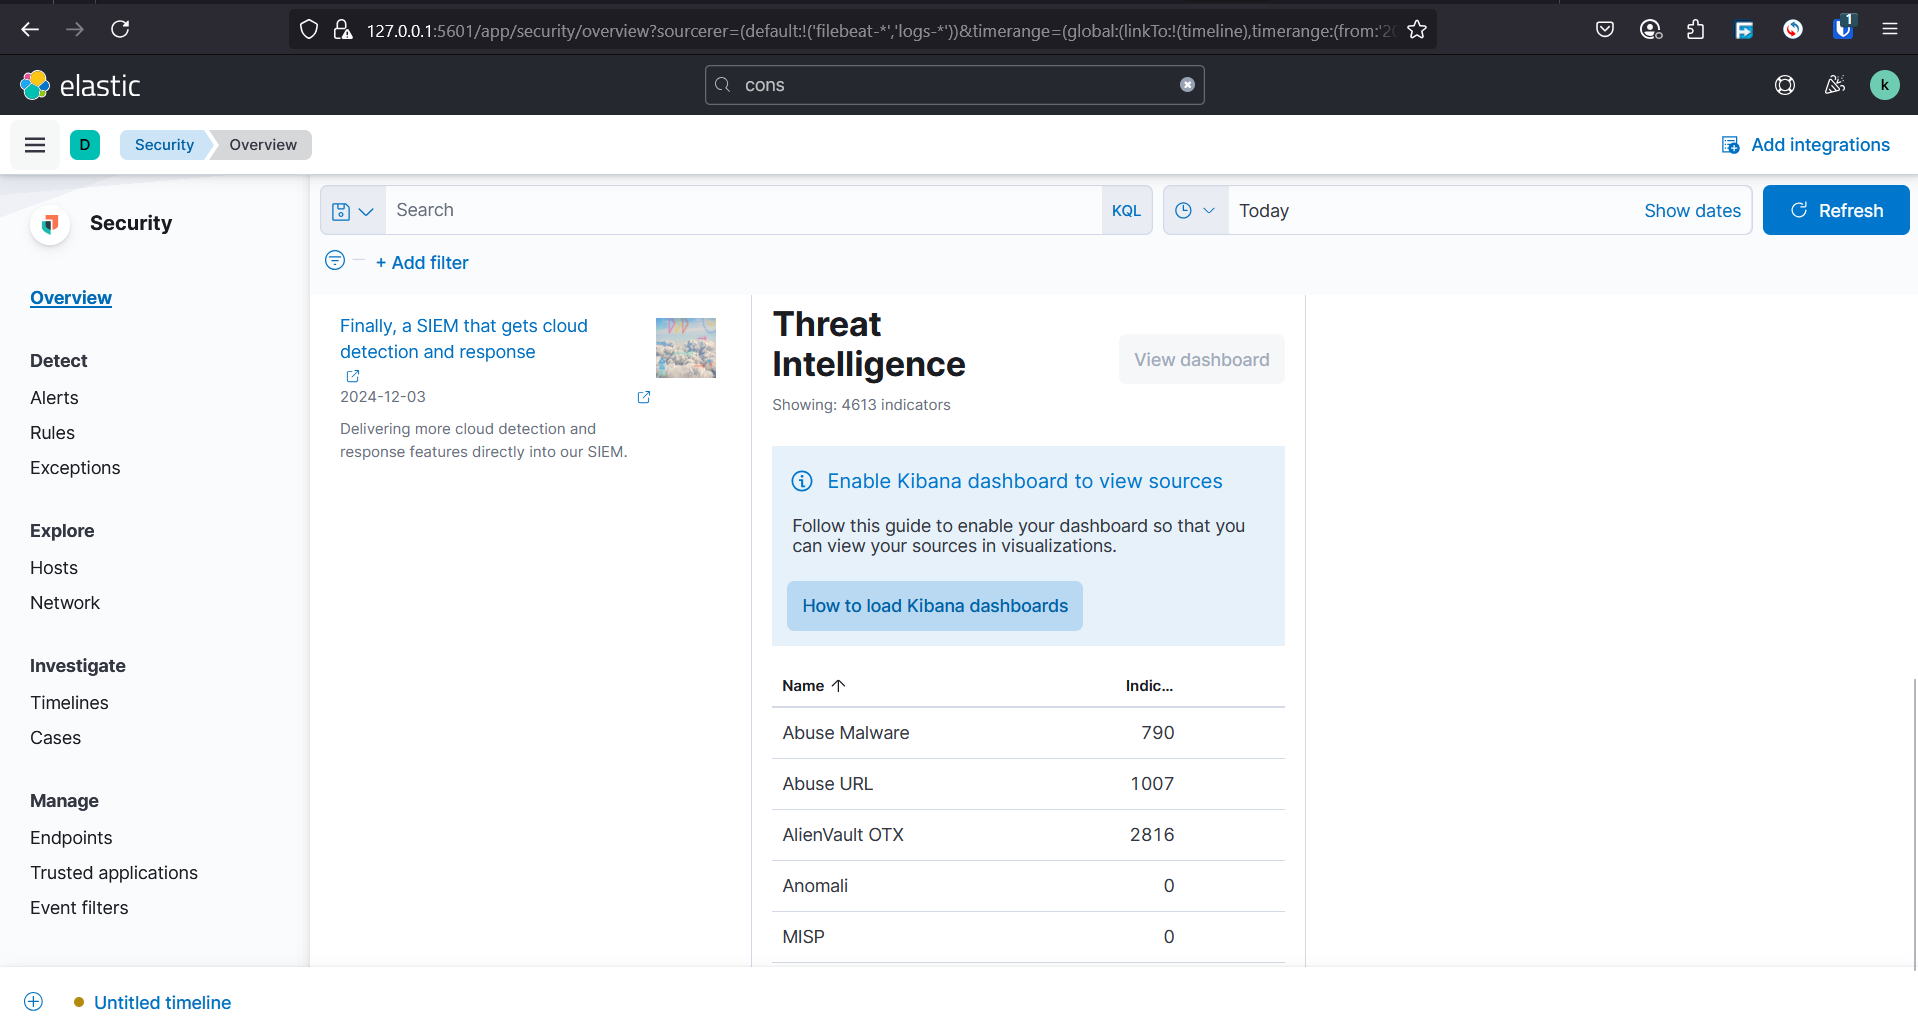 127.0.0.1:5601/app/security/overview?sourcerer=(default:!('filebeat-*','logs-*'))&timerange=(global:(linkTo:!(timeline),timerange:(from:'20
1
elastic
cons
k
D
Security
Overview
Add integrations
Security
Overview
Detect
Alerts
Rules
Exceptions
Explore
Hosts
Network
Investigate
Timelines
Cases
Manage
Endpoints
Trusted applications
Event filters
Search
KQL
Today
Show dates
Refresh
+ Add filter
Finally, a SIEM that gets cloud
detection and response
2024-12-03
Delivering more cloud detection and
response features directly into our SIEM.
Threat
Intelligence
View dashboard
Showing: 4613 indicators
Enable Kibana dashboard to view sources
Follow this guide to enable your dashboard so that you
can view your sources in visualizations.
How to load Kibana dashboards
Name Indic...
Abuse Malware 790
Abuse URL 1007
AlienVault OTX 2816
Anomali 0
MISP 0
Untitled timeline